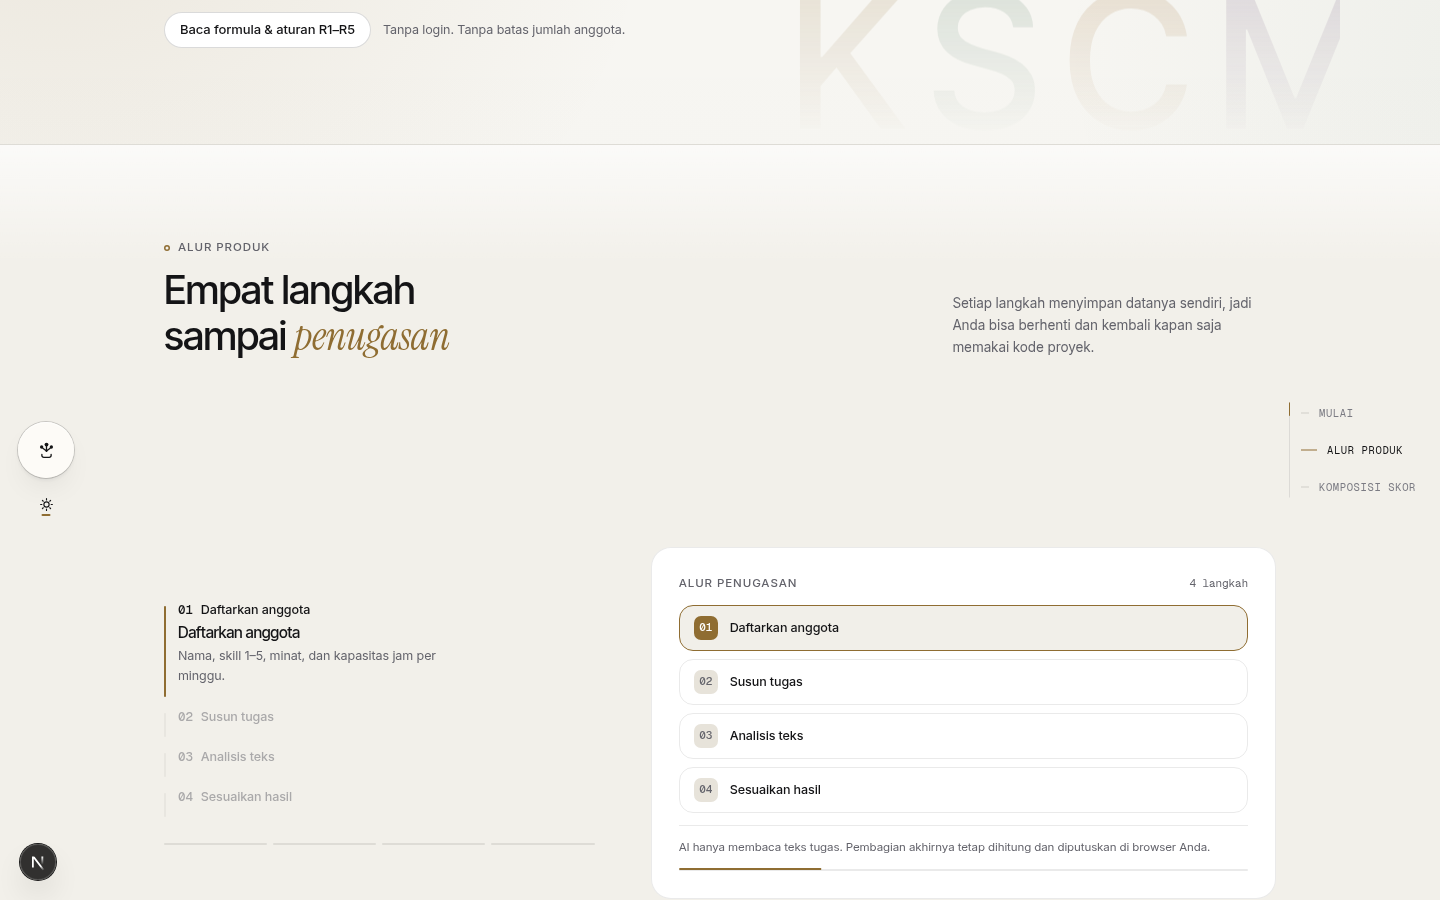 KSCM
Baca formula & aturan R1–R5
Tanpa login. Tanpa batas jumlah anggota.
ALUR PRODUK
Empat langkah
sampai penugasan
Setiap langkah menyimpan datanya sendiri, jadi
Anda bisa berhenti dan kembali kapan saja
memakai kode proyek.
MULAI
ALUR PRODUK
KOMPOSISI SKOR
01 Daftarkan anggota
Daftarkan anggota
Nama, skill 1–5, minat, dan kapasitas jam per
minggu.
02 Susun tugas
03 Analisis teks
04 Sesuaikan hasil
ALUR PENUGASAN
4 langkah
01 Daftarkan anggota
02 Susun tugas
03 Analisis teks
04 Sesuaikan hasil
AI hanya membaca teks tugas. Pembagian akhirnya tetap dihitung dan diputuskan di browser Anda.
N